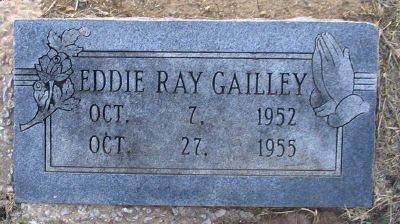 EDDIE RAY GAILLEY
OCT. 7, 1952
OCT. 27, 1955